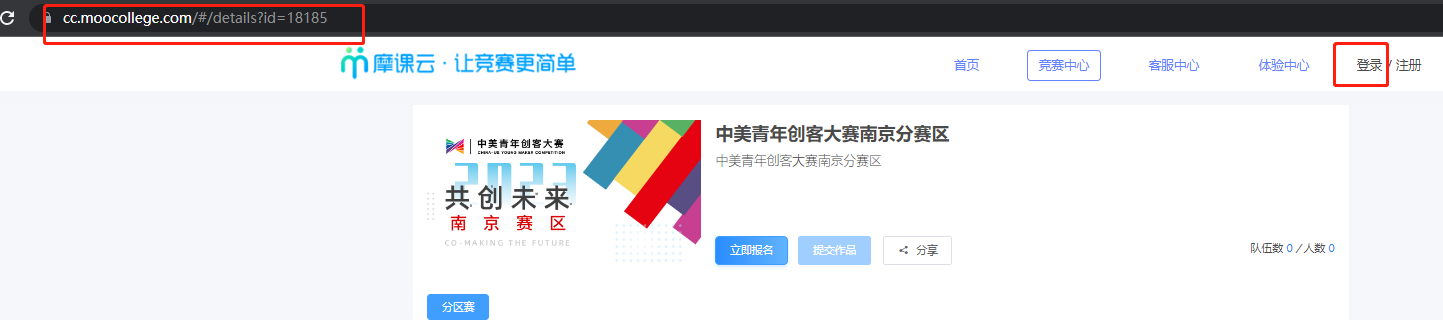 cc.moocollege.com/#/details?id=18185
摩课云·让竞赛更简单
首页
竞赛中心
客服中心
体验中心
登录 / 注册
中美青年创客大赛
CHINA-US YOUNG MAKER COMPETITION
2023
共创未来
南京赛区
CO-MAKING THE FUTURE
中美青年创客大赛南京分赛区
中美青年创客大赛南京分赛区
立即报名
提交作品
分享
队伍数 0 / 人数 0
分区赛